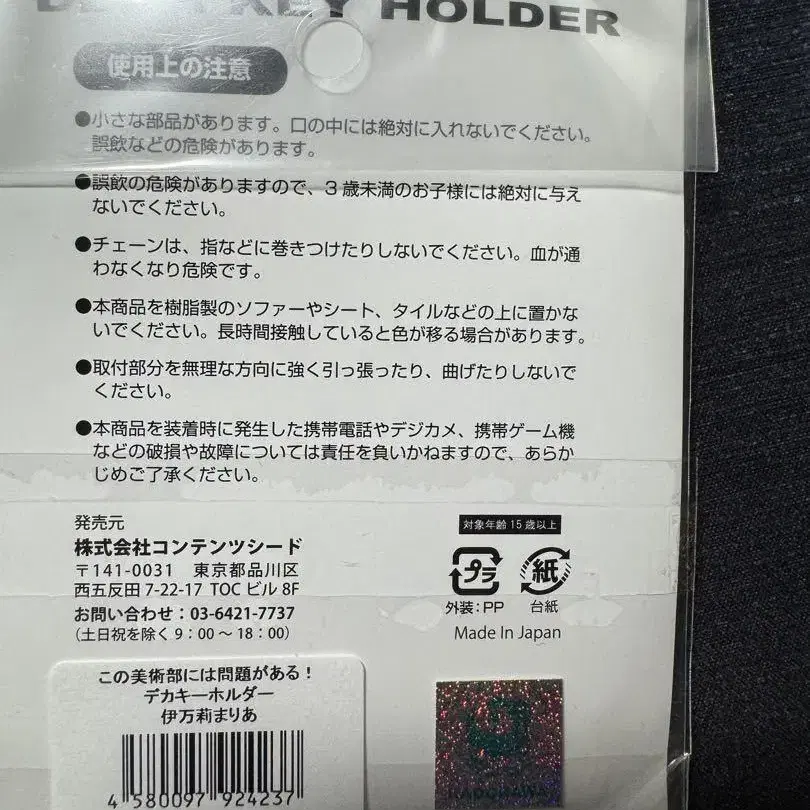 KEY HOLDER
使用上の注意
●小さな部品があります。口の中には絶対に入れないでください。
誤飲などの危険があります。
●誤飲の危険がありますので、3歳未満のお子様には絶対に与え
ないでください。
●チェーンは、指などに巻きつけたりしないでください。血が通
わなくなり危険です。
●本商品を樹脂製のソファーやシート、タイルなどの上に置かな
いでください。長時間接触していると色が移る場合があります。
●取付部分を無理な方向に強く引っ張ったり、曲げたりしないで
ください。
●本商品を装着時に発生した携帯電話やデジカメ、携帯ゲーム機
などの破損や故障については責任を負いかねますので、あらか
じめご了承ください。
発売元
株式会社コンテンツシード
〒141-0031 東京都品川区
西五反田 7-22-17 TOC ビル 8F
お問い合わせ：03-6421-7737
（土日祝を除く 9：00 ～ 18：00）
対象年齢 15 歳以上
プラ
紙
外装：PP
台紙
Made In Japan
この美術部には問題がある！
デカキーホルダー
伊万莉まりあ
4 580097 924237
KADOKAWA